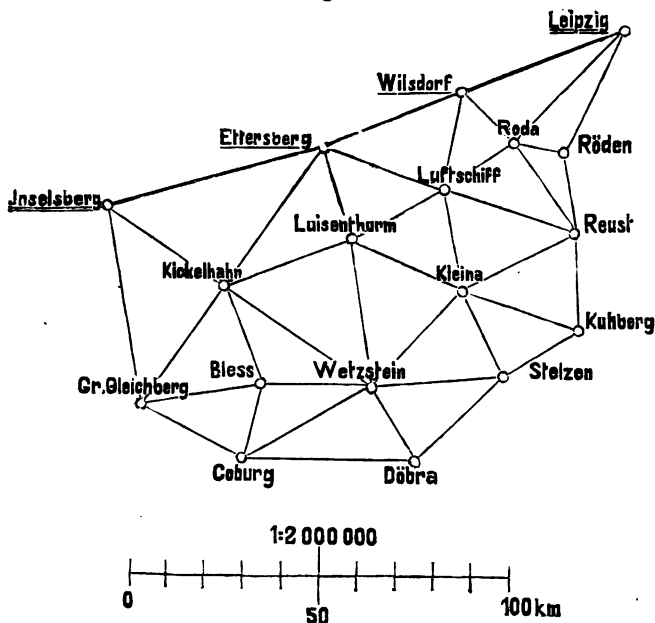 Leipzig
Wilsdorf
Roda
Röden
Ettersberg
Luftschiff
Jnselsberg
Luisenthurm
Reust
Kickelhahn
Kleina
Kuhberg
Gr. Gleichberg
Bless
Wetzstein
Stelzen
Coburg
Döbra
1:2 000 000
0
50
100 km